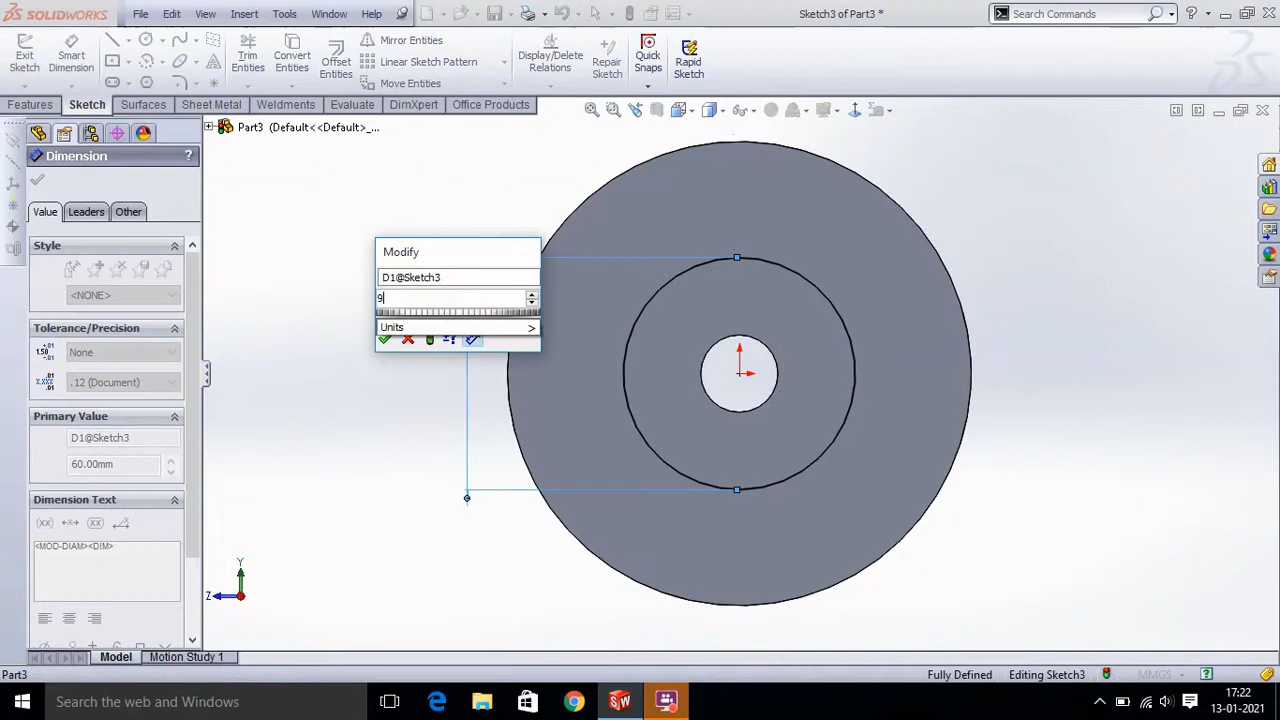 SOLIDWORKS
File Edit View Insert Tools Window Help
Sketch3 of Part3 *
Search Commands
Exit Sketch
Smart Dimension
Trim Entities
Convert Entities
Offset Entities
Mirror Entities
Linear Sketch Pattern
Move Entities
Display/Delete Relations
Repair Sketch
Quick Snaps
Rapid Sketch
Features Sketch Surfaces Sheet Metal Weldments Evaluate DimXpert Office Products
Part3 (Default<<Default>_...
Dimension ?
Value Leaders Other
Style
<NONE>
Tolerance/Precision
None
.12 (Document)
Primary Value
D1@Sketch3
60.00mm
Dimension Text
<MOD-DIAM><DIM>
Modify
D1@Sketch3
9
Units >
Y
Z
Model Motion Study 1
Part3
Fully Defined Editing Sketch3 MMGS
Search the web and Windows
17:22
13-01-2021